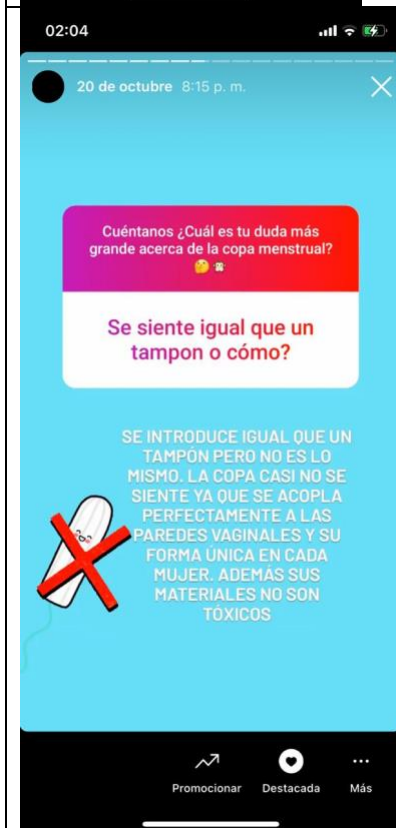 02:04
20 de octubre 8:15 p. m.
Cuéntanos ¿Cuál es tu duda más
grande acerca de la copa menstrual?
Se siente igual que un
tampon o cómo?
SE INTRODUCE IGUAL QUE UN
TAMPÓN PERO NO ES LO
MISMO. LA COPA CASI NO SE
SIENTE YA QUE SE ACOPLA
PERFECTAMENTE A LAS
PAREDES VAGINALES Y SU
FORMA ÚNICA EN CADA
MUJER. ADEMÁS SUS
MATERIALES NO SON
TÓXICOS
Promocionar Destacada Más